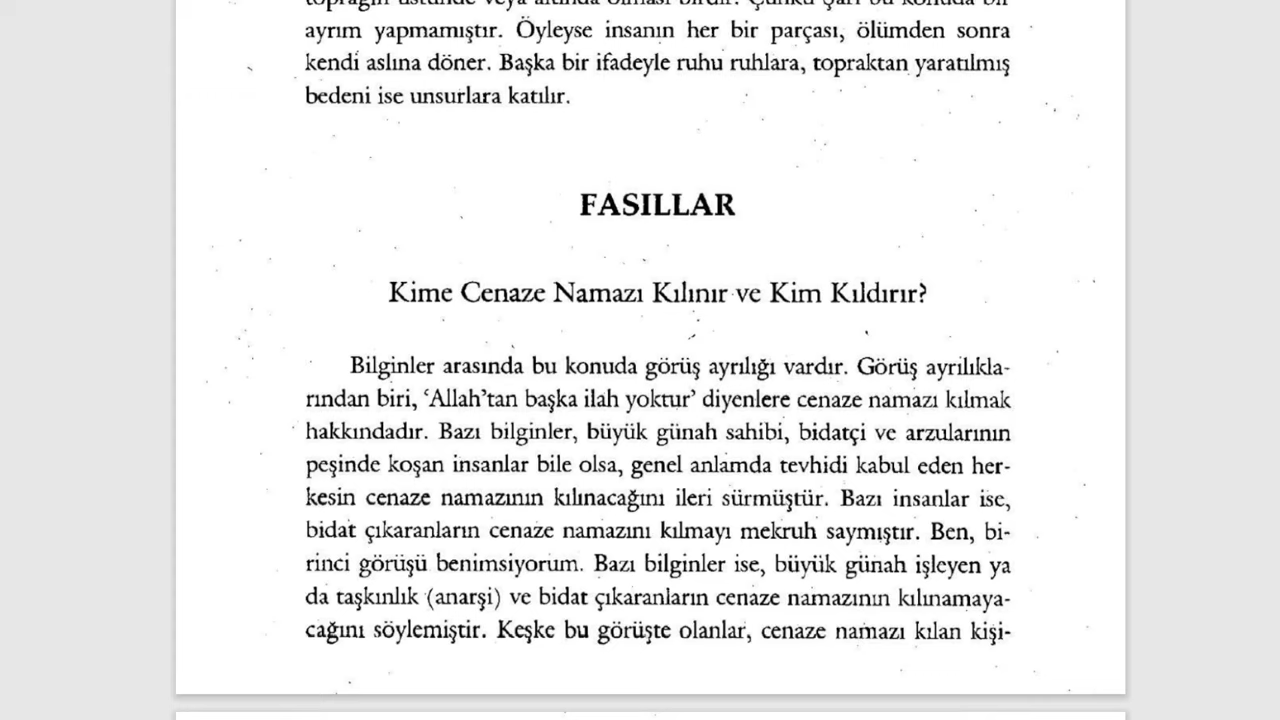 toprağın üstünde veya altında olması birdir. Çünkü Şari bu konuda bir
ayrım yapmamıştır. Öyleyse insanın her bir parçası, ölümden sonra
kendi aslına döner. Başka bir ifadeyle ruhu ruhlara, topraktan yaratılmış
bedeni ise unsurlara katılır.
FASILLAR
Kime Cenaze Namazı Kılınır ve Kim Kıldırır?
Bilginler arasında bu konuda görüş ayrılığı vardır. Görüş ayrılıkla-
rından biri, ‘Allah’tan başka ilah yoktur’ diyenlere cenaze namazı kılmak
hakkındadır. Bazı bilginler, büyük günah sahibi, bidatçi ve arzularının
peşinde koşan insanlar bile olsa, genel anlamda tevhidi kabul eden her-
kesin cenaze namazının kılınacağını ileri sürmüştür. Bazı insanlar ise,
bidat çıkaranların cenaze namazını kılmayı mekruh saymıştır. Ben, bi-
rinci görüşü benimsiyorum. Bazı bilginler ise, büyük günah işleyen ya
da taşkınlık (anarşi) ve bidat çıkaranların cenaze namazının kılınamaya-
cağını söylemiştir. Keşke bu görüşte olanlar, cenaze namazı kılan kişi-